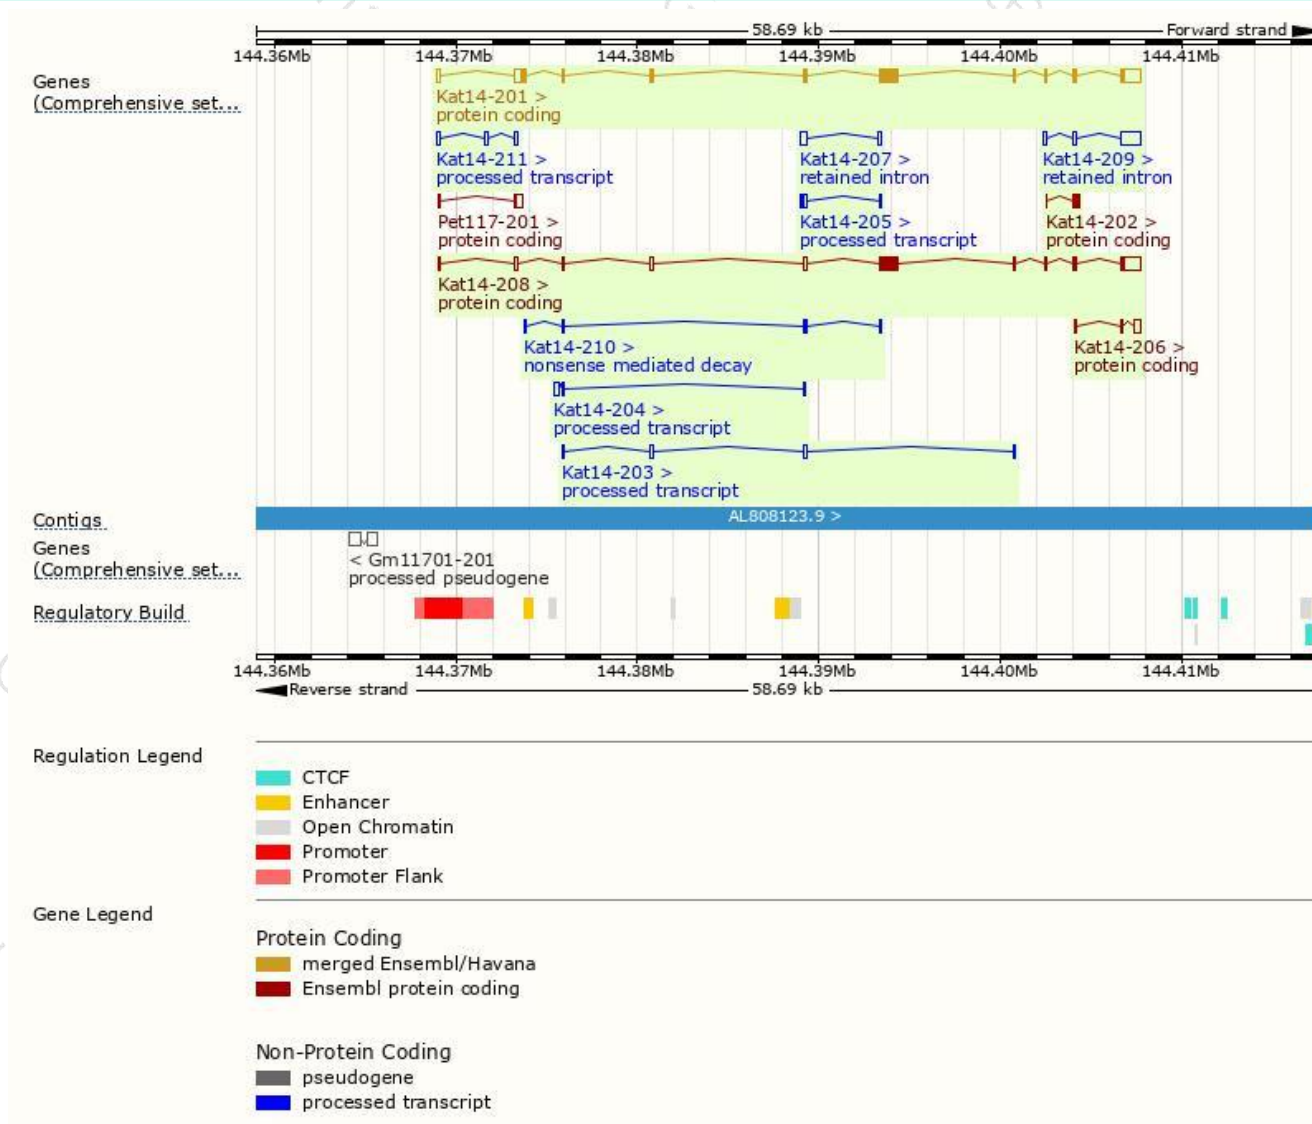 58.69 kb Forward strand
144.36Mb 144.37Mb 144.38Mb 144.39Mb 144.40Mb 144.41Mb
Genes
(Comprehensive set...
Kat14-201 >
protein coding
Kat14-211 > Kat14-207 > Kat14-209 >
processed transcript retained intron retained intron
Pet117-201 > Kat14-205 > Kat14-202 >
protein coding processed transcript protein coding
Kat14-208 >
protein coding
Kat14-210 > Kat14-206 >
nonsense mediated decay protein coding
Kat14-204 >
processed transcript
Kat14-203 >
processed transcript
Contigs AL808123.9 >
Genes
(Comprehensive set...
< Gm11701-201
processed pseudogene
Regulatory Build
144.36Mb 144.37Mb 144.38Mb 144.39Mb 144.40Mb 144.41Mb
Reverse strand 58.69 kb
Regulation Legend
CTCF
Enhancer
Open Chromatin
Promoter
Promoter Flank
Gene Legend
Protein Coding
merged Ensembl/Havana
Ensembl protein coding
Non-Protein Coding
pseudogene
processed transcript